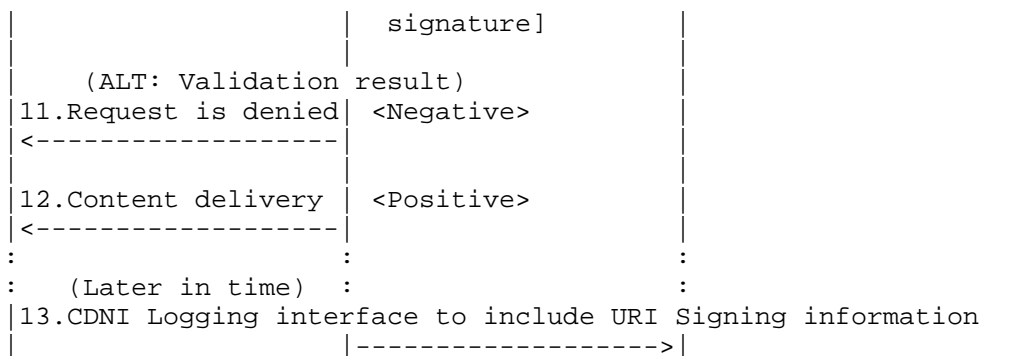 signature]
(ALT: Validation result)
11.Request is denied <Negative>
<-------------------
12.Content delivery <Positive>
<-------------------
: : :
: (Later in time) : :
13.CDNI Logging interface to include URI Signing information
------------------->